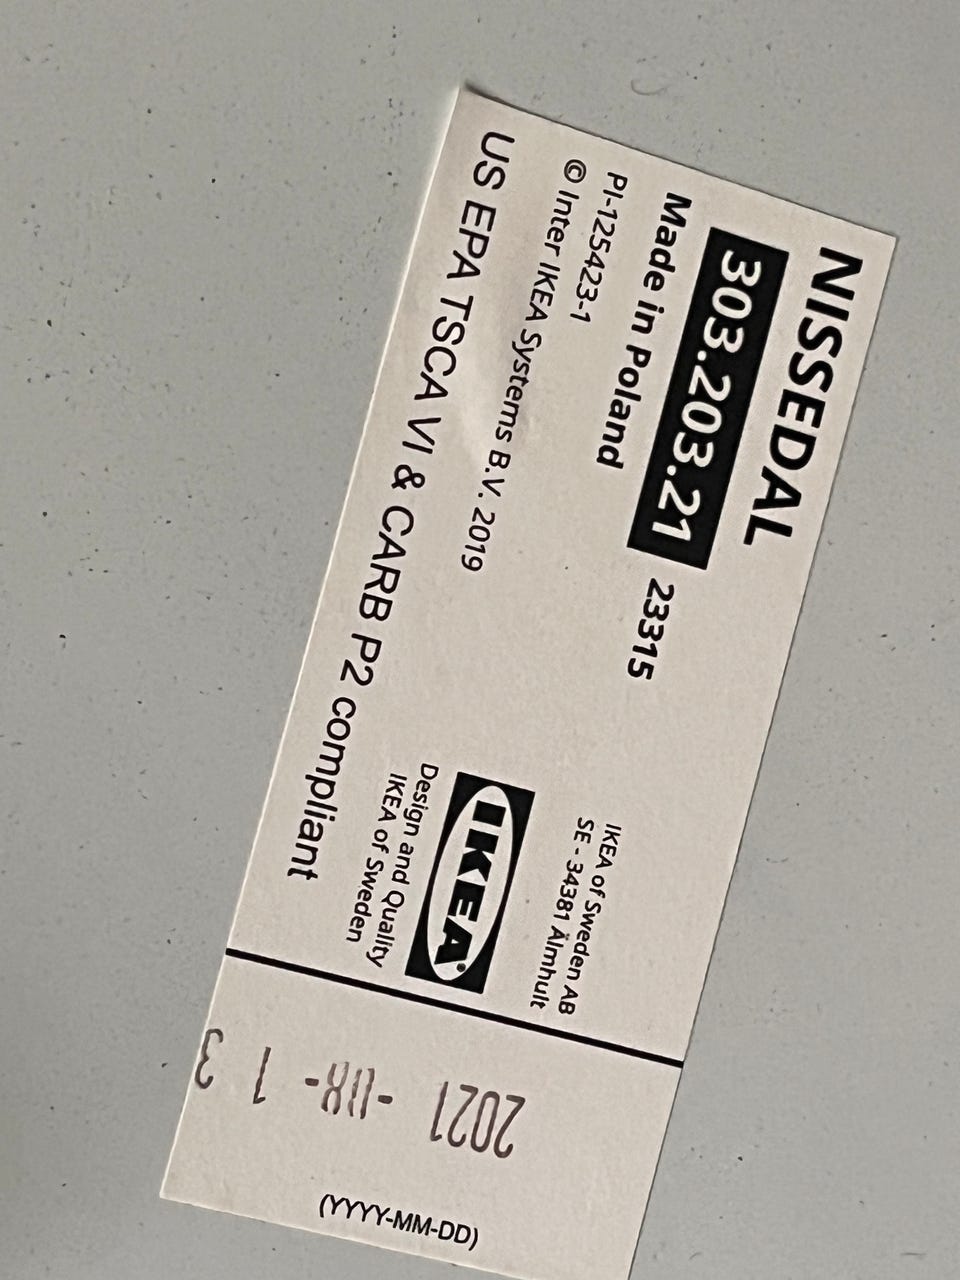 NISSEDAL
303.203.21 23315
Made in Poland
PI-125423-1
© Inter IKEA Systems B.V. 2019
US EPA TSCA VI & CARB P2 compliant
IKEA of Sweden AB
SE - 34381 Älmhult
IKEA®
Design and Quality
IKEA of Sweden
2021 -08- 1 3
(YYYY-MM-DD)